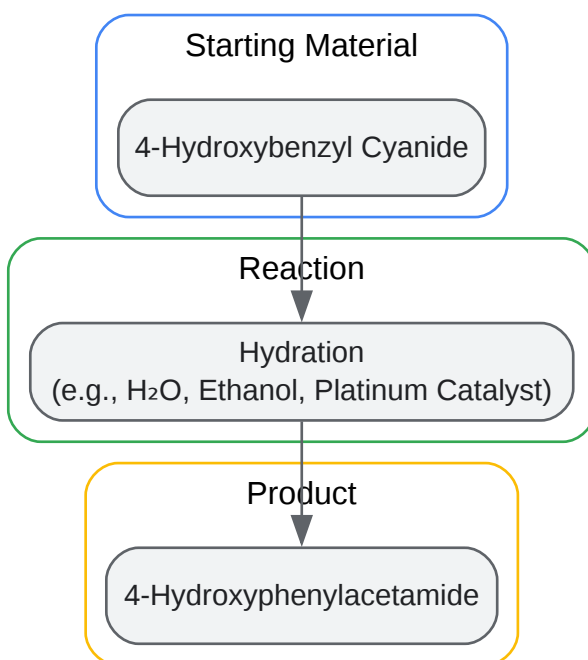 Starting Material
4-Hydroxybenzyl Cyanide
Reaction
Hydration
(e.g., H₂O, Ethanol, Platinum Catalyst)
Product
4-Hydroxyphenylacetamide